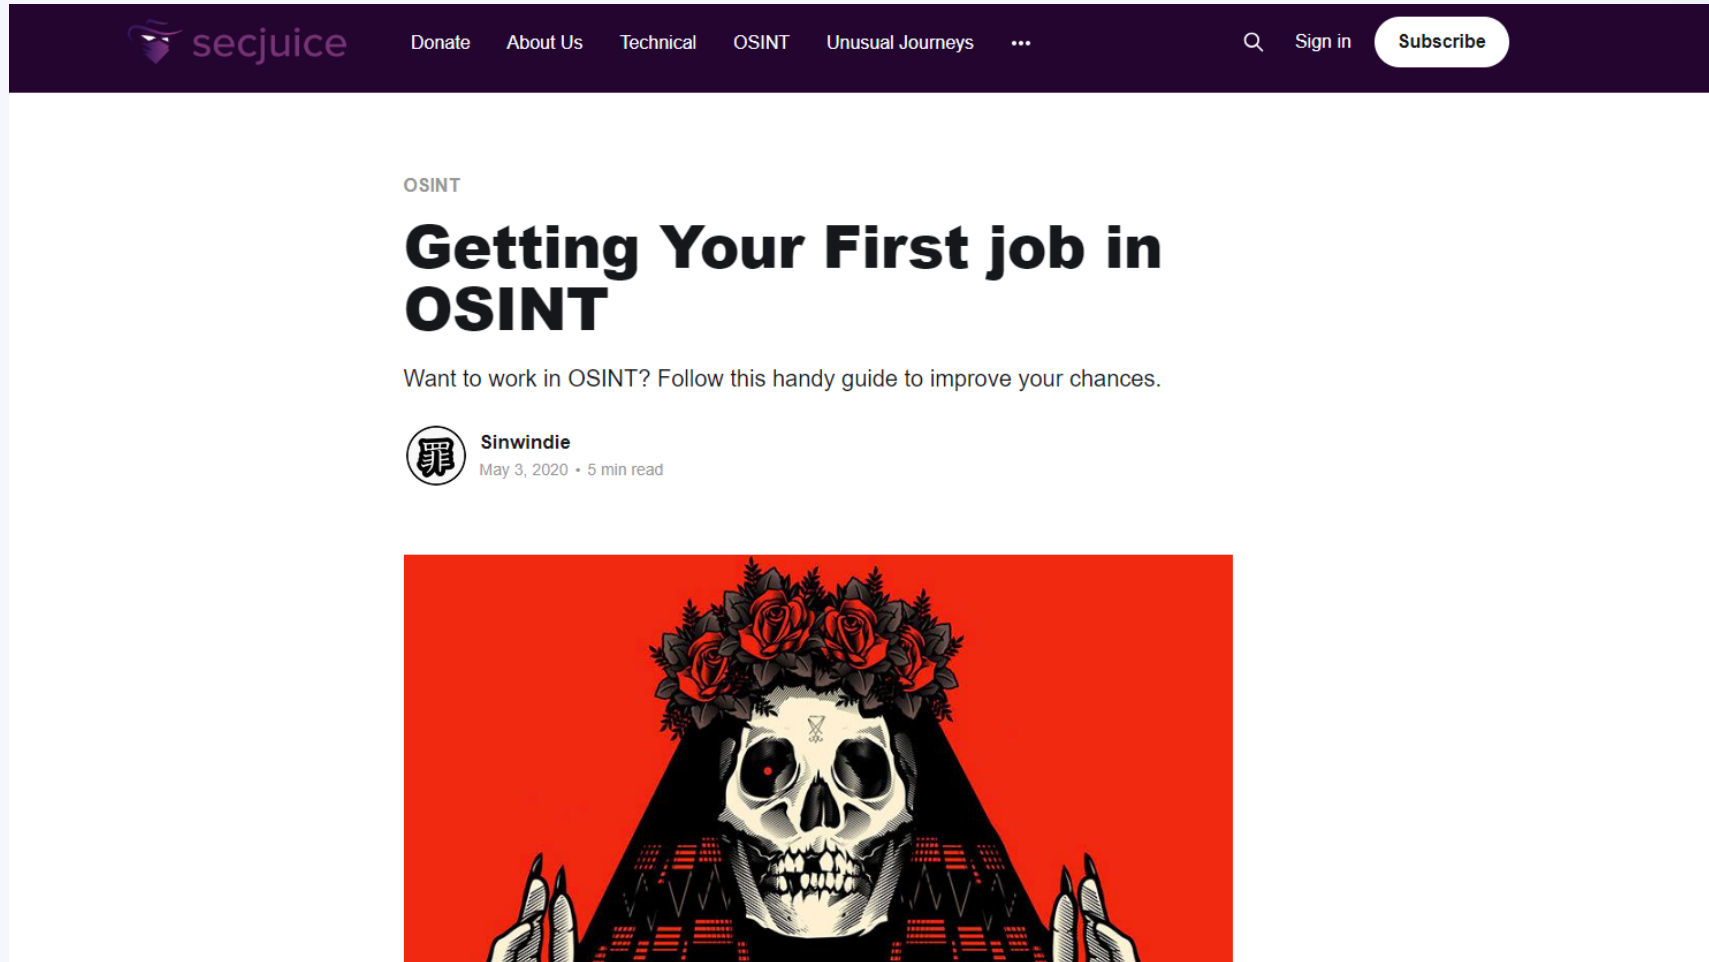 secjuice
Donate About Us Technical OSINT Unusual Journeys ••• Sign in Subscribe
OSINT
Getting Your First job in
OSINT
Want to work in OSINT? Follow this handy guide to improve your chances.
罪
Sinwindie
May 3, 2020 • 5 min read